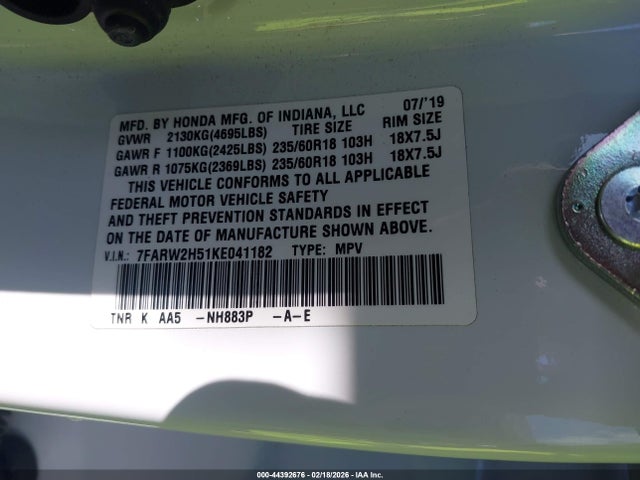 MFD. BY HONDA MFG. OF INDIANA, LLC 07/'19
GVWR 2130KG(4695LBS) TIRE SIZE RIM SIZE
GAWR F 1100KG(2425LBS) 235/60R18 103H 18X7.5J
GAWR R 1075KG(2369LBS) 235/60R18 103H 18X7.5J
THIS VEHICLE CONFORMS TO ALL APPLICABLE
FEDERAL MOTOR VEHICLE SAFETY
AND THEFT PREVENTION STANDARDS IN EFFECT
ON THE DATE OF MANUFACTURE SHOWN ABOVE.
V.I.N.: 7FARW2H51KE041182 TYPE: MPV
TNR K AA5 -NH883P -A-E
000-44392676 - 02/18/2026 - IAA Inc.